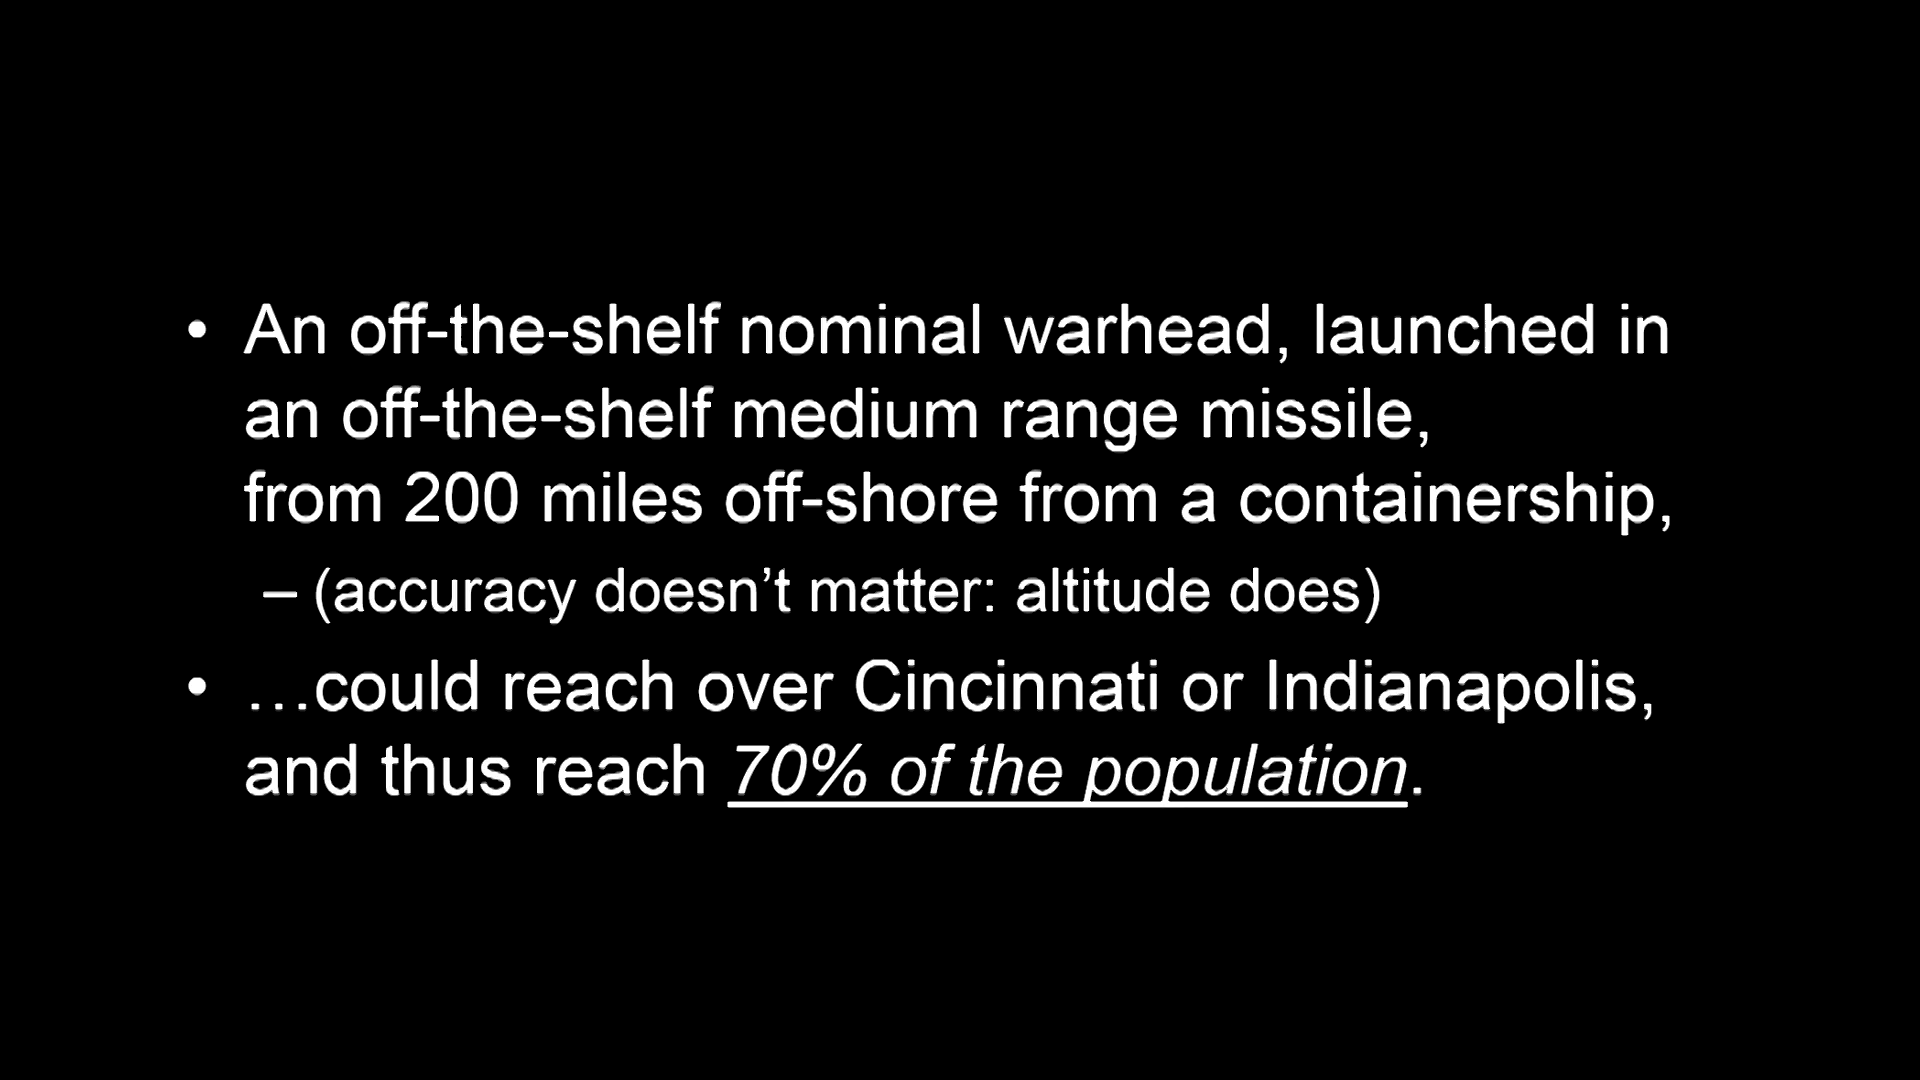 • An off-the-shelf nominal warhead, launched in
an off-the-shelf medium range missile,
from 200 miles off-shore from a containership,
– (accuracy doesn’t matter: altitude does)
• …could reach over Cincinnati or Indianapolis,
and thus reach 70% of the population.